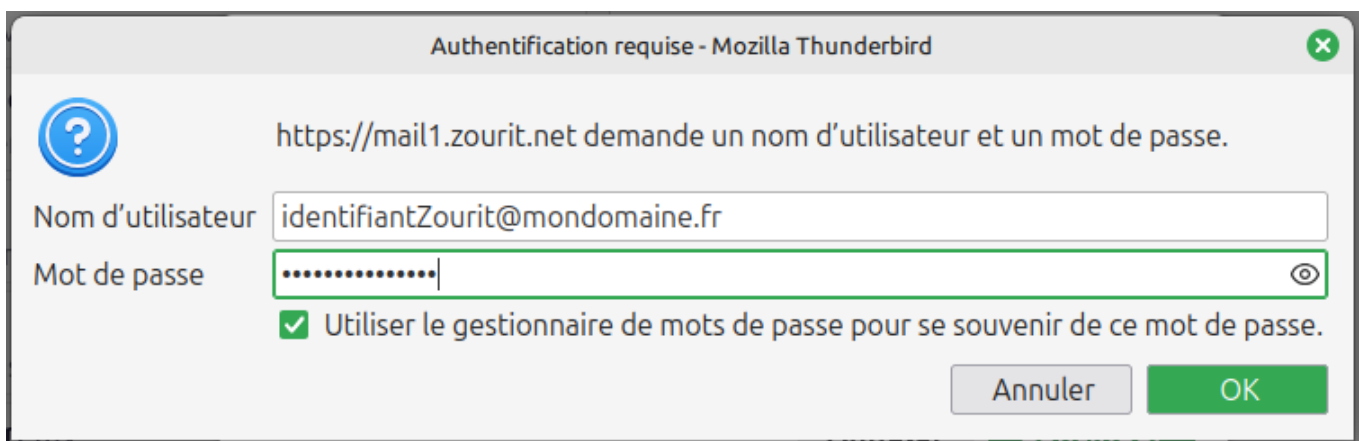 Authentification requise - Mozilla Thunderbird
https://mail1.zourit.net demande un nom d’utilisateur et un mot de passe.
Nom d’utilisateur identifiantZourit@mondomaine.fr
Mot de passe •••••••••••••••
Utiliser le gestionnaire de mots de passe pour se souvenir de ce mot de passe.
Annuler OK